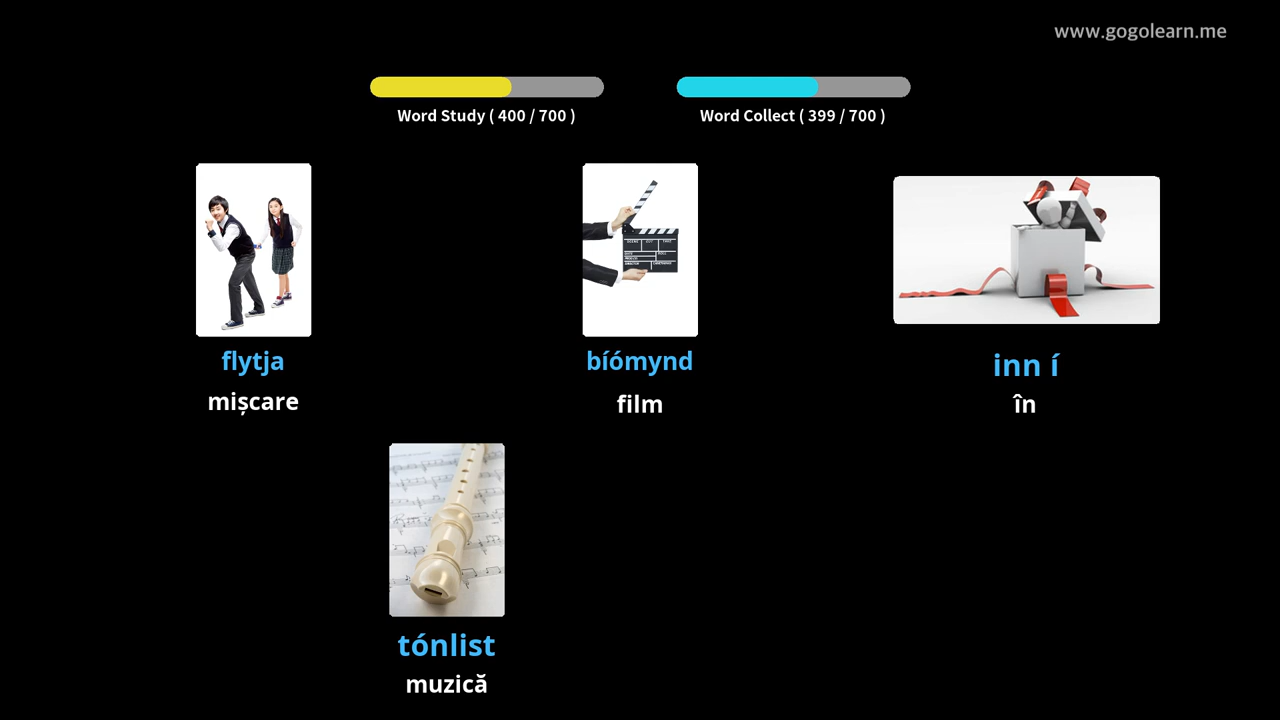 www.gogolearn.me
Word Study ( 400 / 700 )
Word Collect ( 399 / 700 )
flytja
mișcare
bíómynd
film
inn í
în
tónlist
muzică